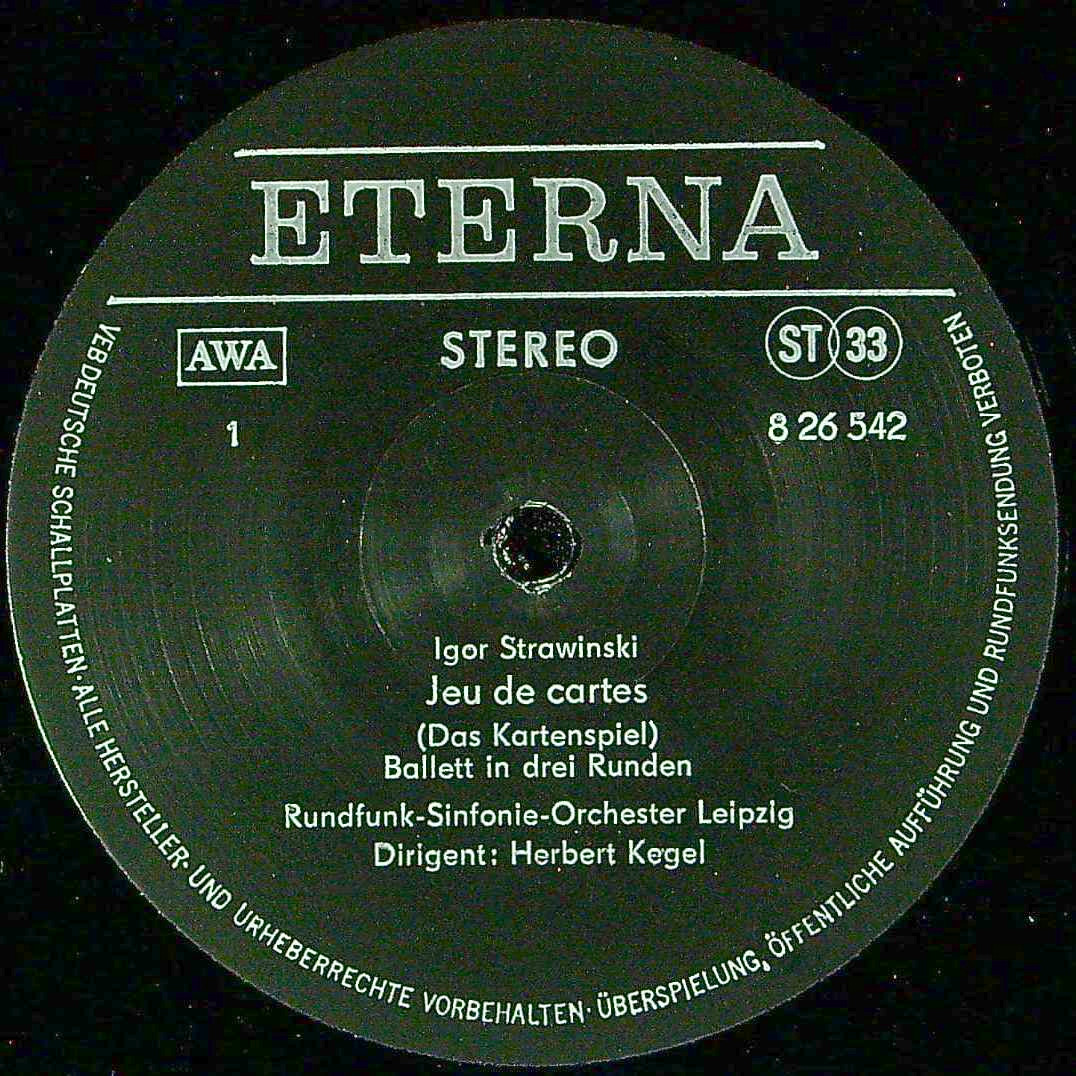 ETERNA
AWA
STEREO
ST 33
1
8 26 542
Igor Strawinski
Jeu de cartes
(Das Kartenspiel)
Ballett in drei Runden
Rundfunk-Sinfonie-Orchester Leipzig
Dirigent: Herbert Kegel
VEB DEUTSCHE SCHALLPLATTEN · ALLE HERSTELLER- UND URHEBERRECHTE VORBEHALTEN · ÜBERSPIELUNG, ÖFFENTLICHE AUFFÜHRUNG UND RUNDFUNKSENDUNG VERBOTEN